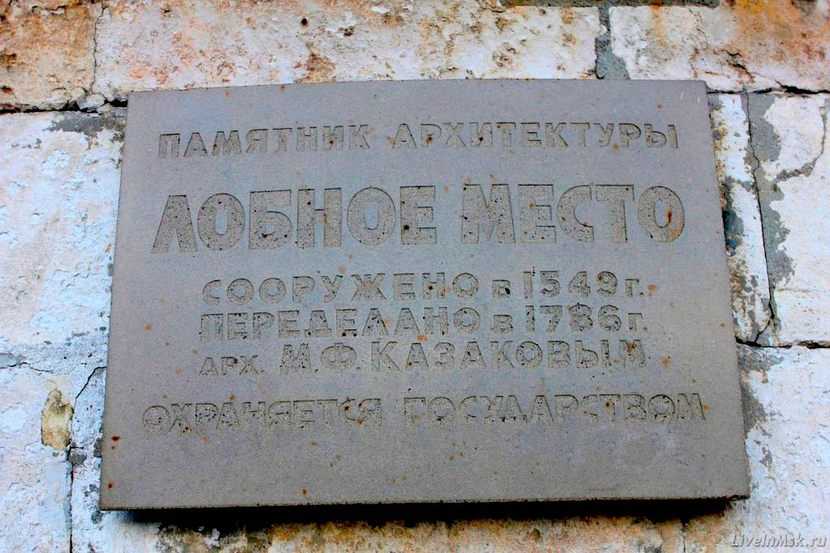 ПАМЯТНИК АРХИТЕКТУРЫ
ЛОБНОЕ МЕСТО
СООРУЖЕНО В 1549 г.
ПЕРЕДЕЛАНО В 1786 г.
АРХ. М.Ф. КАЗАКОВЫМ
ОХРАНЯЕТСЯ ГОСУДАРСТВОМ
LiveInMsk.ru